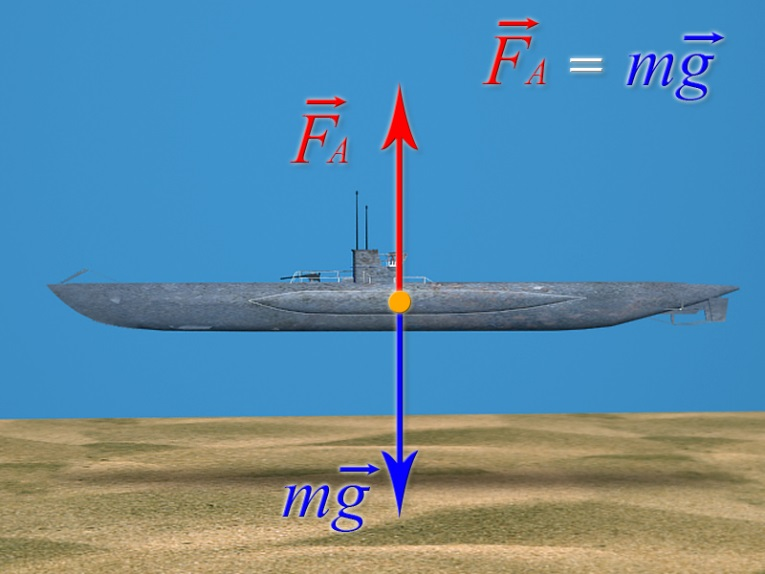 F⃗A = mg⃗
F⃗A
mg⃗